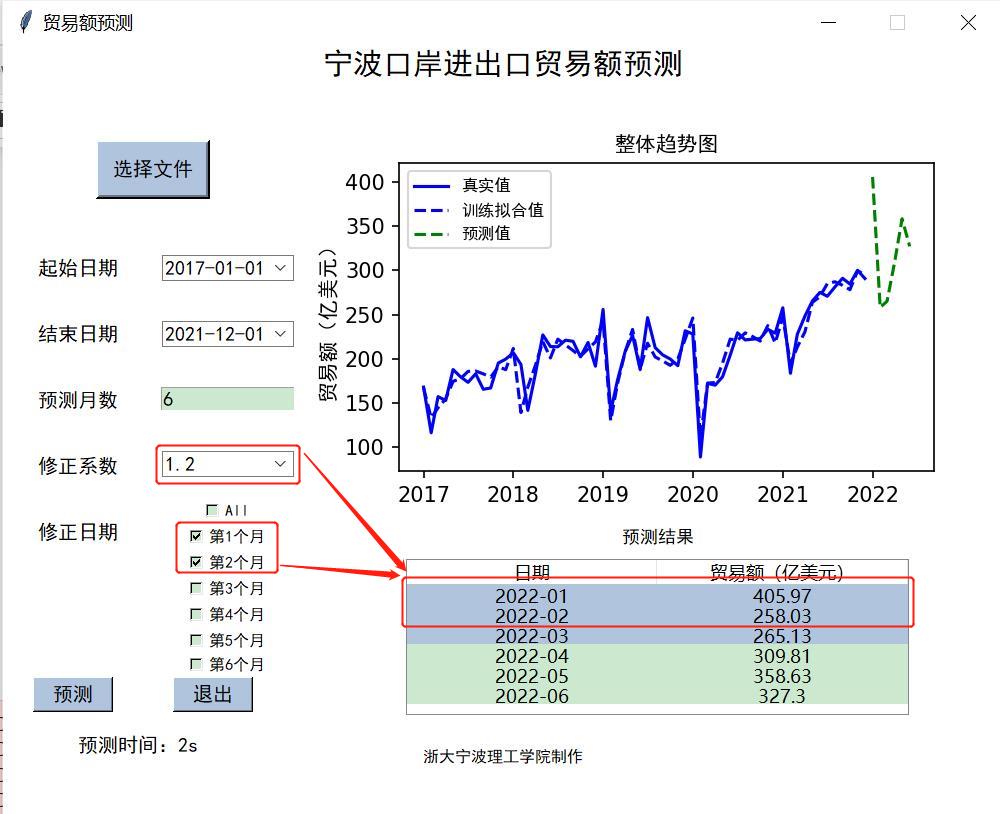 贸易额预测
宁波口岸进出口贸易额预测
选择文件
起始日期 2017-01-01
结束日期 2021-12-01
预测月数 6
修正系数 1.2
修正日期
All
第1个月
第2个月
第3个月
第4个月
第5个月
第6个月
预测 退出
预测时间：2s
整体趋势图
真实值
训练拟合值
预测值
贸易额（亿美元）
400
350
300
250
200
150
100
2017 2018 2019 2020 2021 2022
预测结果
日期 贸易额（亿美元）
2022-01 405.97
2022-02 258.03
2022-03 265.13
2022-04 309.81
2022-05 358.63
2022-06 327.3
浙大宁波理工学院制作